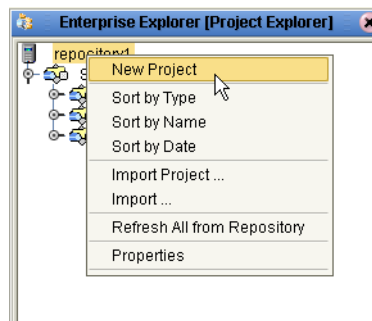 Enterprise Explorer [Project Explorer]
repository1
S
New Project
Sort by Type
Sort by Name
Sort by Date
Import Project ...
Import ...
Refresh All from Repository
Properties